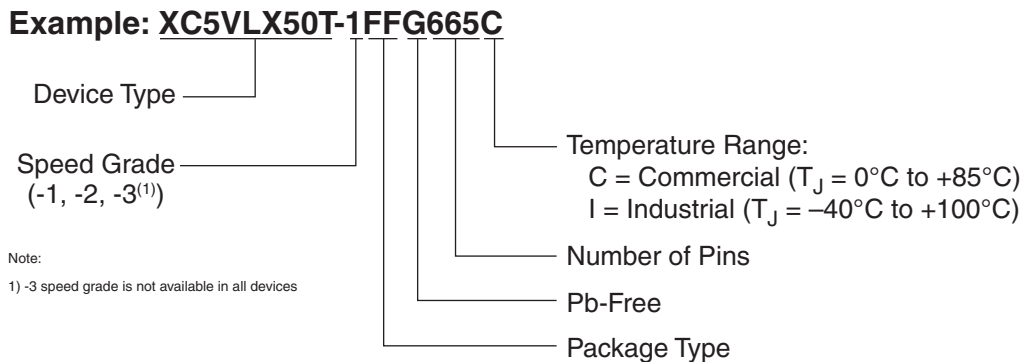 Example: XC5VLX50T-1FFG665C
Device Type
Speed Grade
(-1, -2, -3(1))
Temperature Range:
C = Commercial (TJ = 0°C to +85°C)
I = Industrial (TJ = –40°C to +100°C)
Number of Pins
Pb-Free
Package Type
Note:
1) -3 speed grade is not available in all devices